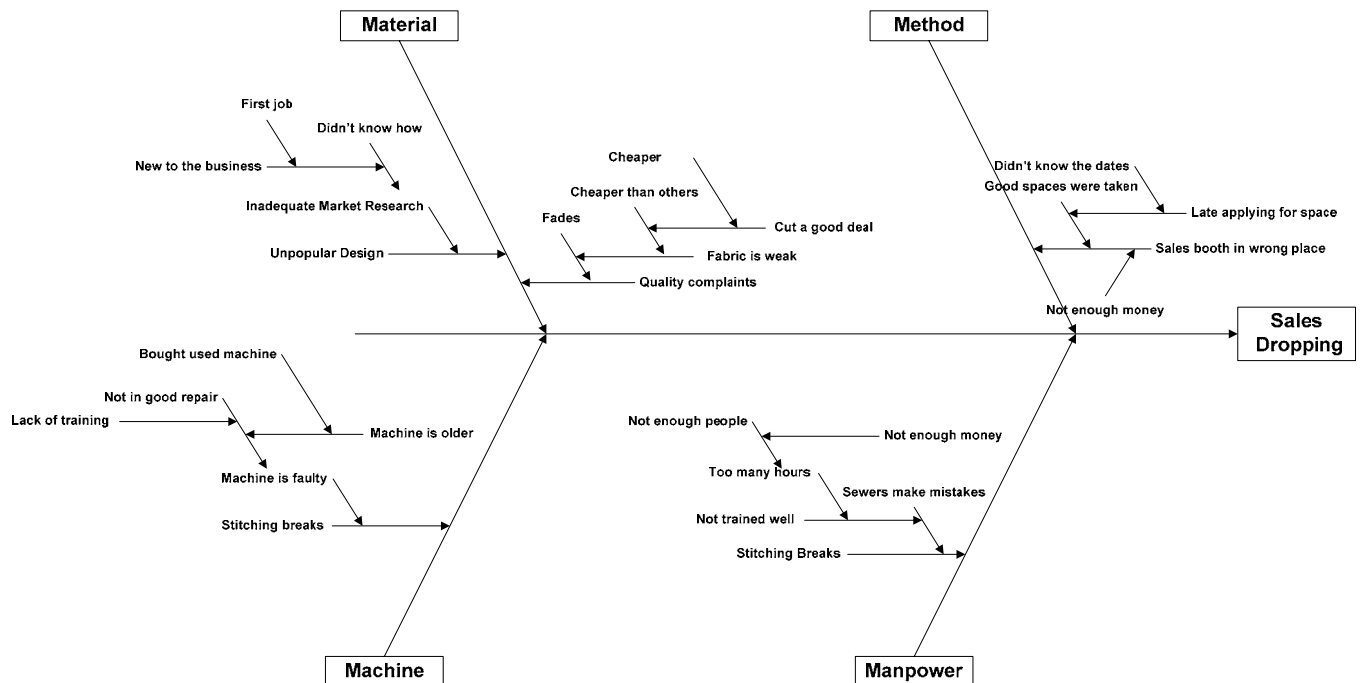 Material
Method
First job
Didn't know how
New to the business
Inadequate Market Research
Unpopular Design
Cheaper
Cheaper than others
Fades
Cut a good deal
Fabric is weak
Quality complaints
Didn't know the dates
Good spaces were taken
Late applying for space
Sales booth in wrong place
Not enough money
Sales
Dropping
Bought used machine
Not in good repair
Lack of training
Machine is older
Machine is faulty
Stitching breaks
Not enough people
Not enough money
Too many hours
Sewers make mistakes
Not trained well
Stitching Breaks
Machine
Manpower